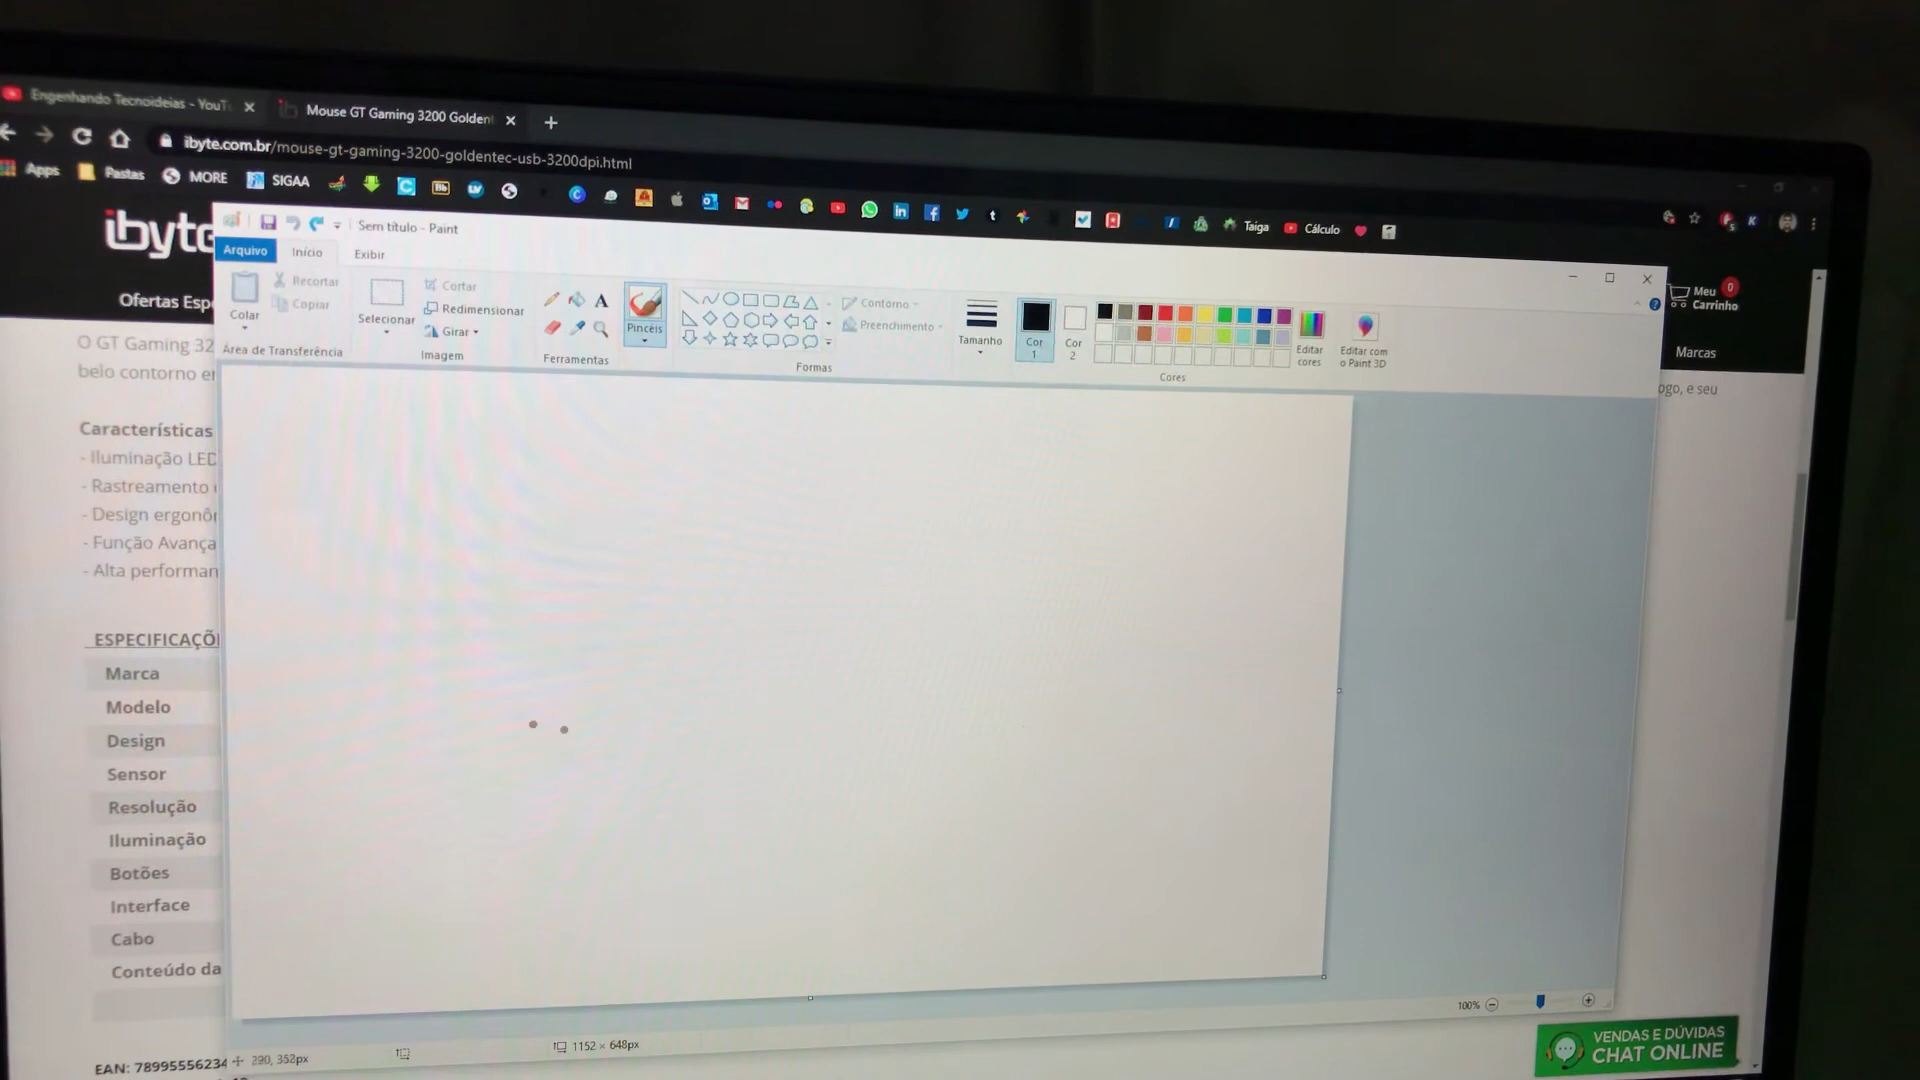 Engenhando Tecnoideias - YouT
Mouse GT Gaming 3200 Golden
ibyte.com.br/mouse-gt-gaming-3200-goldentec-usb-3200dpi.html
Apps Pastas MORE SIGAA Taiga Cálculo
ibyte
Sem título - Paint
Arquivo Início Exibir
Ofertas Esp
Meu 0
Carrinho
Marcas
Colar
Recortar
Copiar
Área de Transferência
Selecionar
Cortar
Redimensionar
Girar
Imagem
A
Ferramentas
Pincéis
Contorno
Preenchimento
Formas
Tamanho
Cor
1
Cor
2
Editar
cores
Editar com
o Paint 3D
Cores
O GT Gaming 32
belo contorno e
ogo, e seu
Características
- Iluminação LED
- Rastreamento
- Design ergonôm
- Função Avança
- Alta performan
ESPECIFICAÇÕ
Marca
Modelo
Design
Sensor
Resolução
Iluminação
Botões
Interface
Cabo
Conteúdo da
EAN: 78995556234
290, 352px
1152 × 648px
100%
VENDAS E DÚVIDAS
CHAT ONLINE